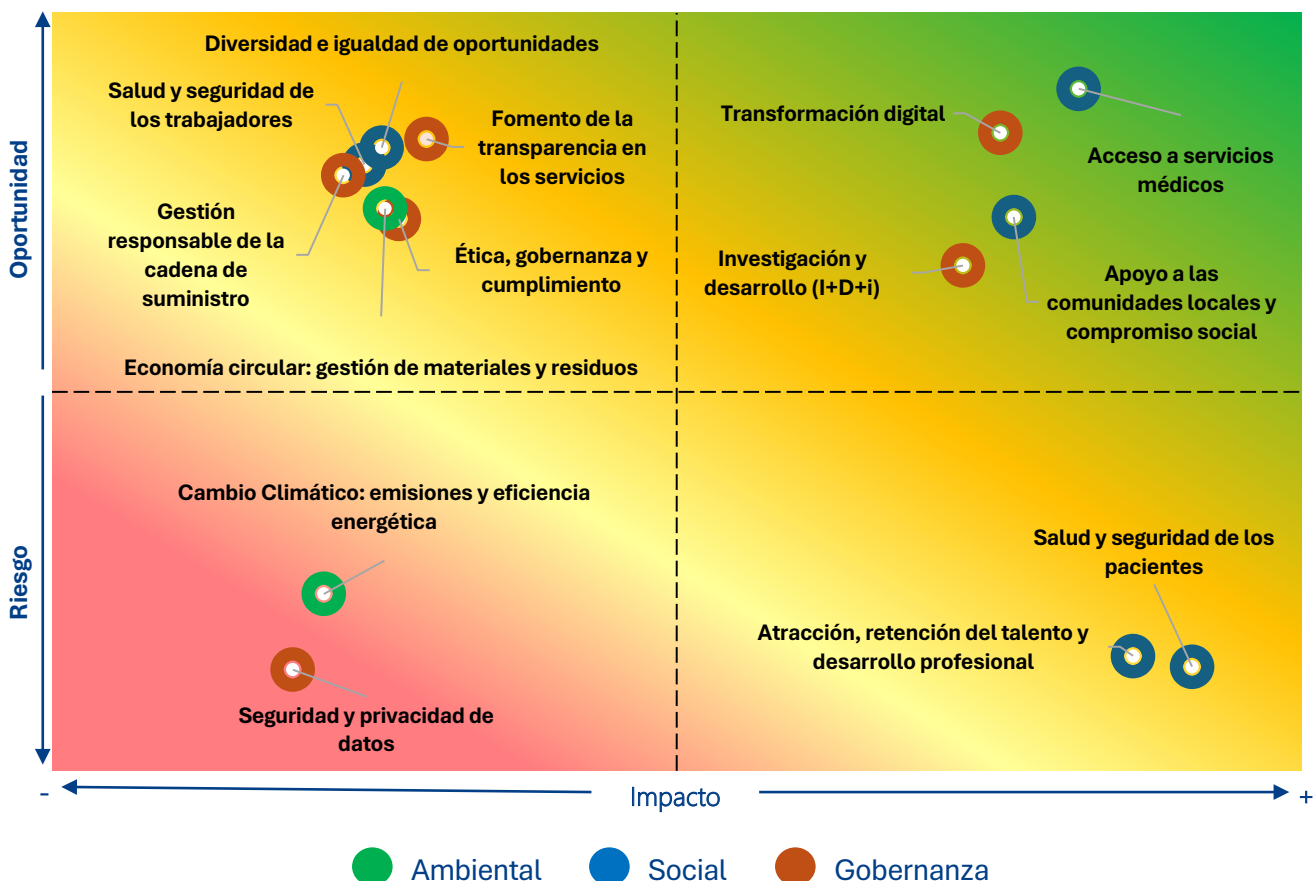 Oportunidad
Diversidad e igualdad de oportunidades
Salud y seguridad de
los trabajadores
Fomento de la
transparencia en
los servicios
Gestión
responsable de la
cadena de
suministro
Ética, gobernanza y
cumplimiento
Economía circular: gestión de materiales y residuos
Transformación digital
Acceso a servicios
médicos
Investigación y
desarrollo (I+D+i)
Apoyo a las
comunidades locales y
compromiso social
Riesgo
Cambio Climático: emisiones y eficiencia
energética
Seguridad y privacidad de
datos
Salud y seguridad de los
pacientes
Atracción, retención del talento y
desarrollo profesional
-
Impacto
+
Ambiental
Social
Gobernanza